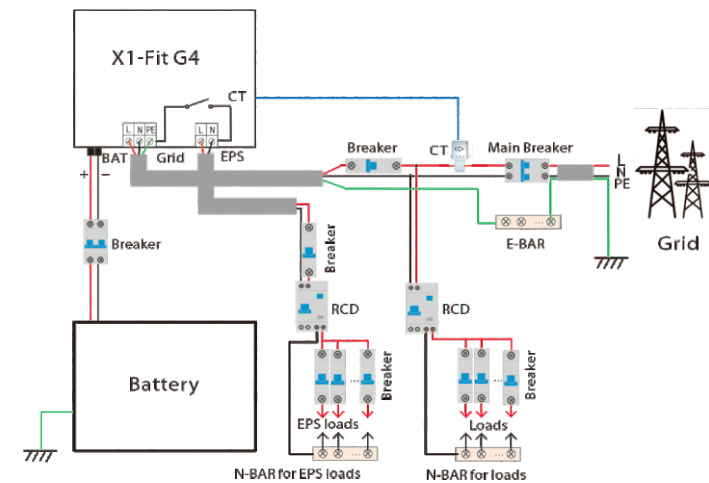 X1-Fit G4
CT
L N PE
L N
BAT
Grid
EPS
+
−
Breaker
CT
Main Breaker
L
N
PE
E-BAR
Grid
Breaker
Breaker
RCD
RCD
Battery
Breaker
Breaker
EPS loads
Loads
N-BAR for EPS loads
N-BAR for loads